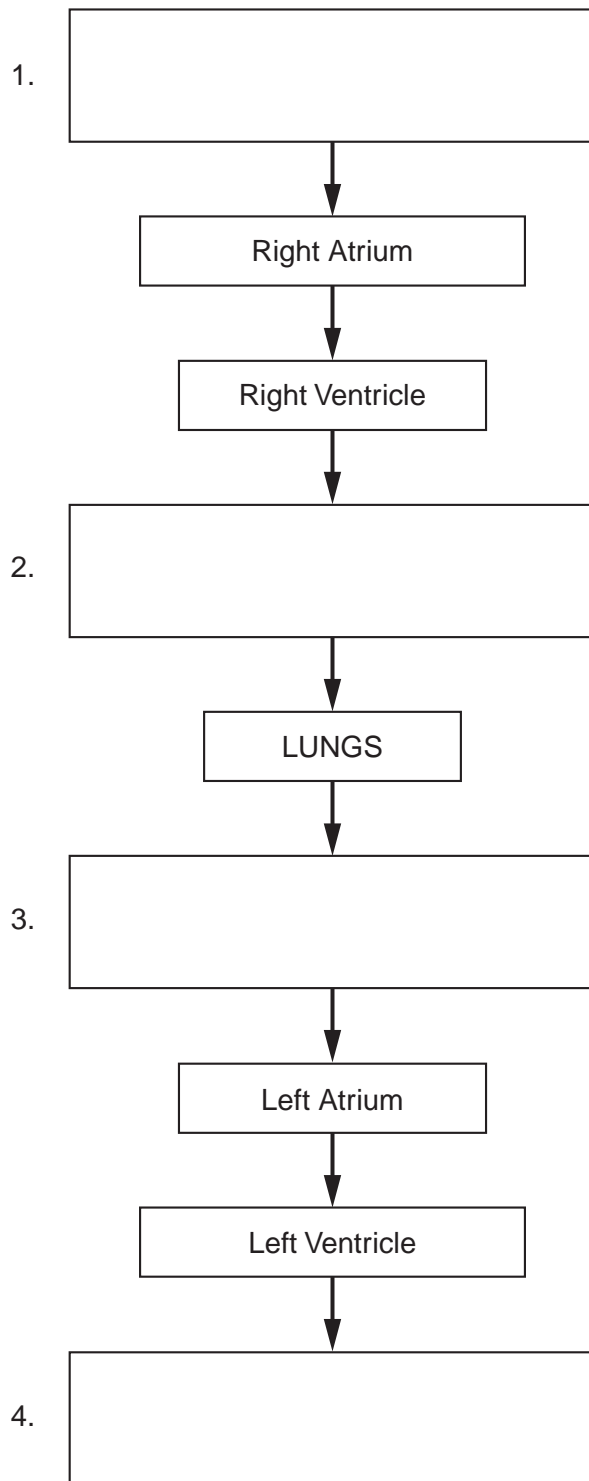 1.
Right Atrium
Right Ventricle
2.
LUNGS
3.
Left Atrium
Left Ventricle
4.